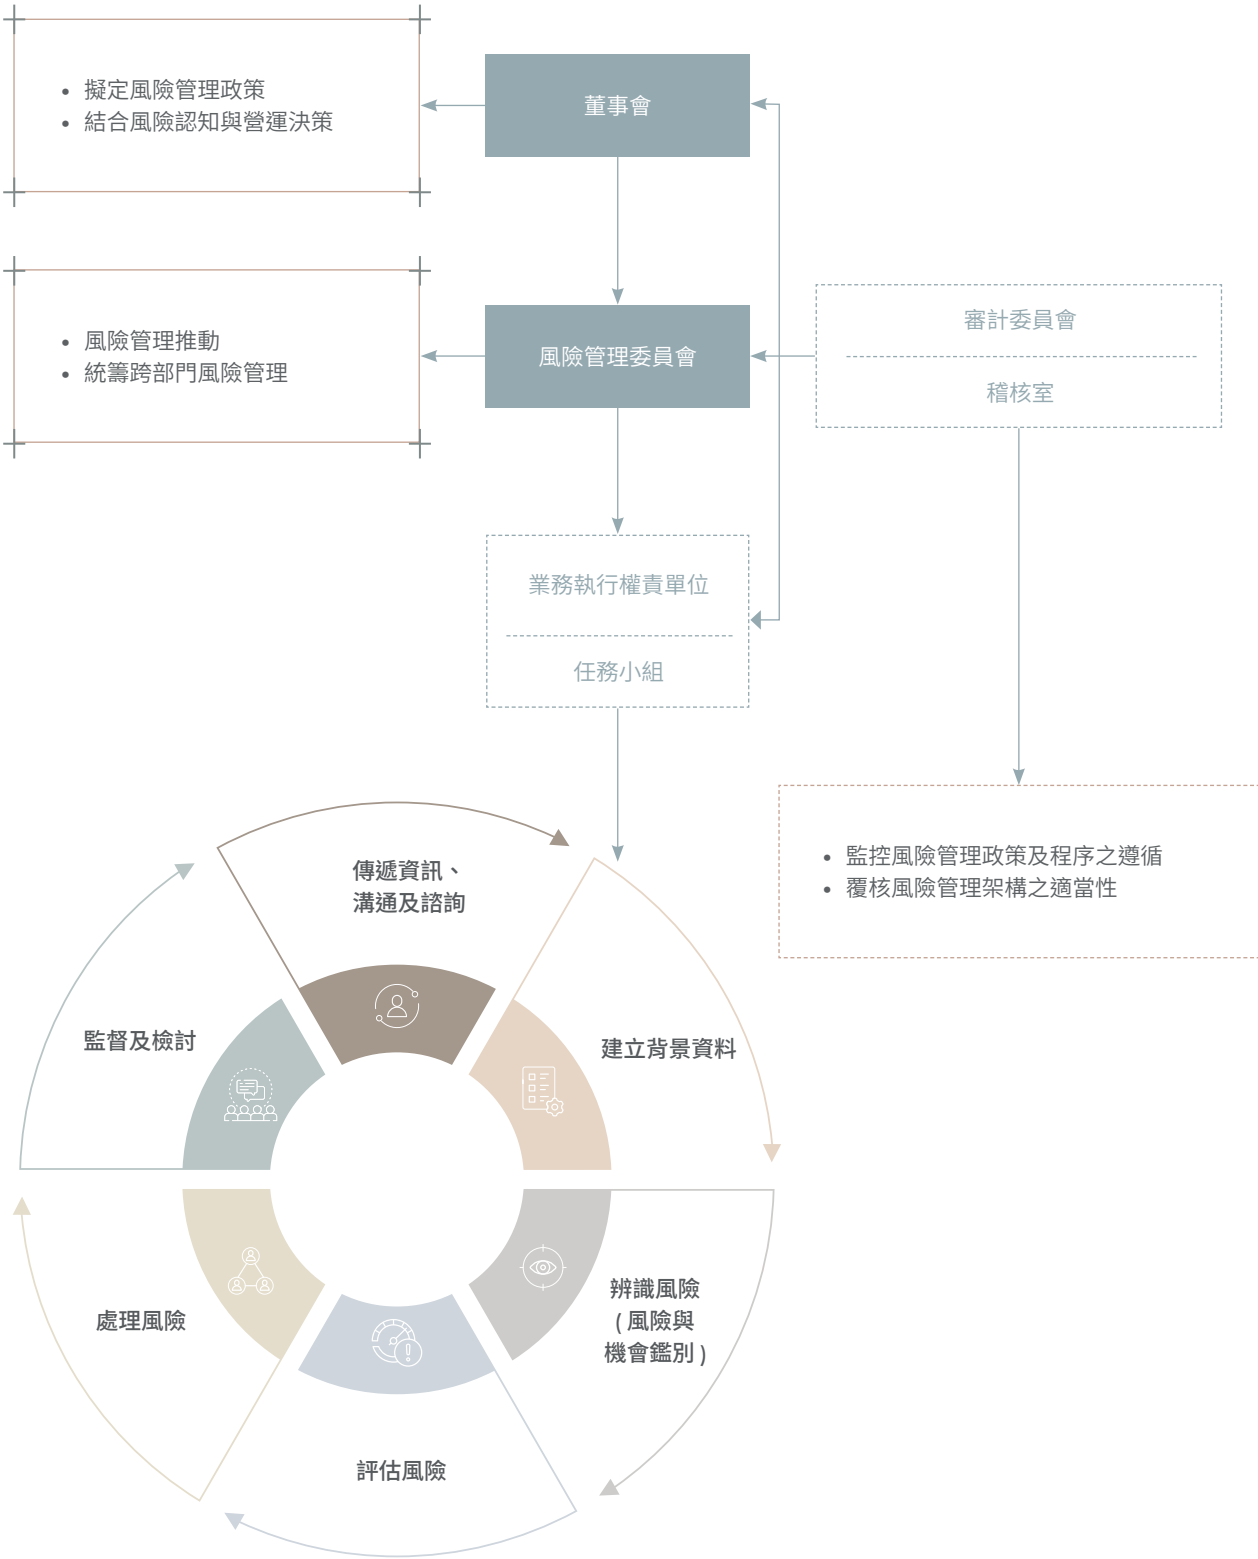 • 擬定風險管理政策
• 結合風險認知與營運決策
董事會
• 風險管理推動
• 統籌跨部門風險管理
風險管理委員會
審計委員會
稽核室
業務執行權責單位
任務小組
• 監控風險管理政策及程序之遵循
• 覆核風險管理架構之適當性
傳遞資訊、
溝通及諮詢
建立背景資料
辨識風險
( 風險與
機會鑑別 )
評估風險
處理風險
監督及檢討